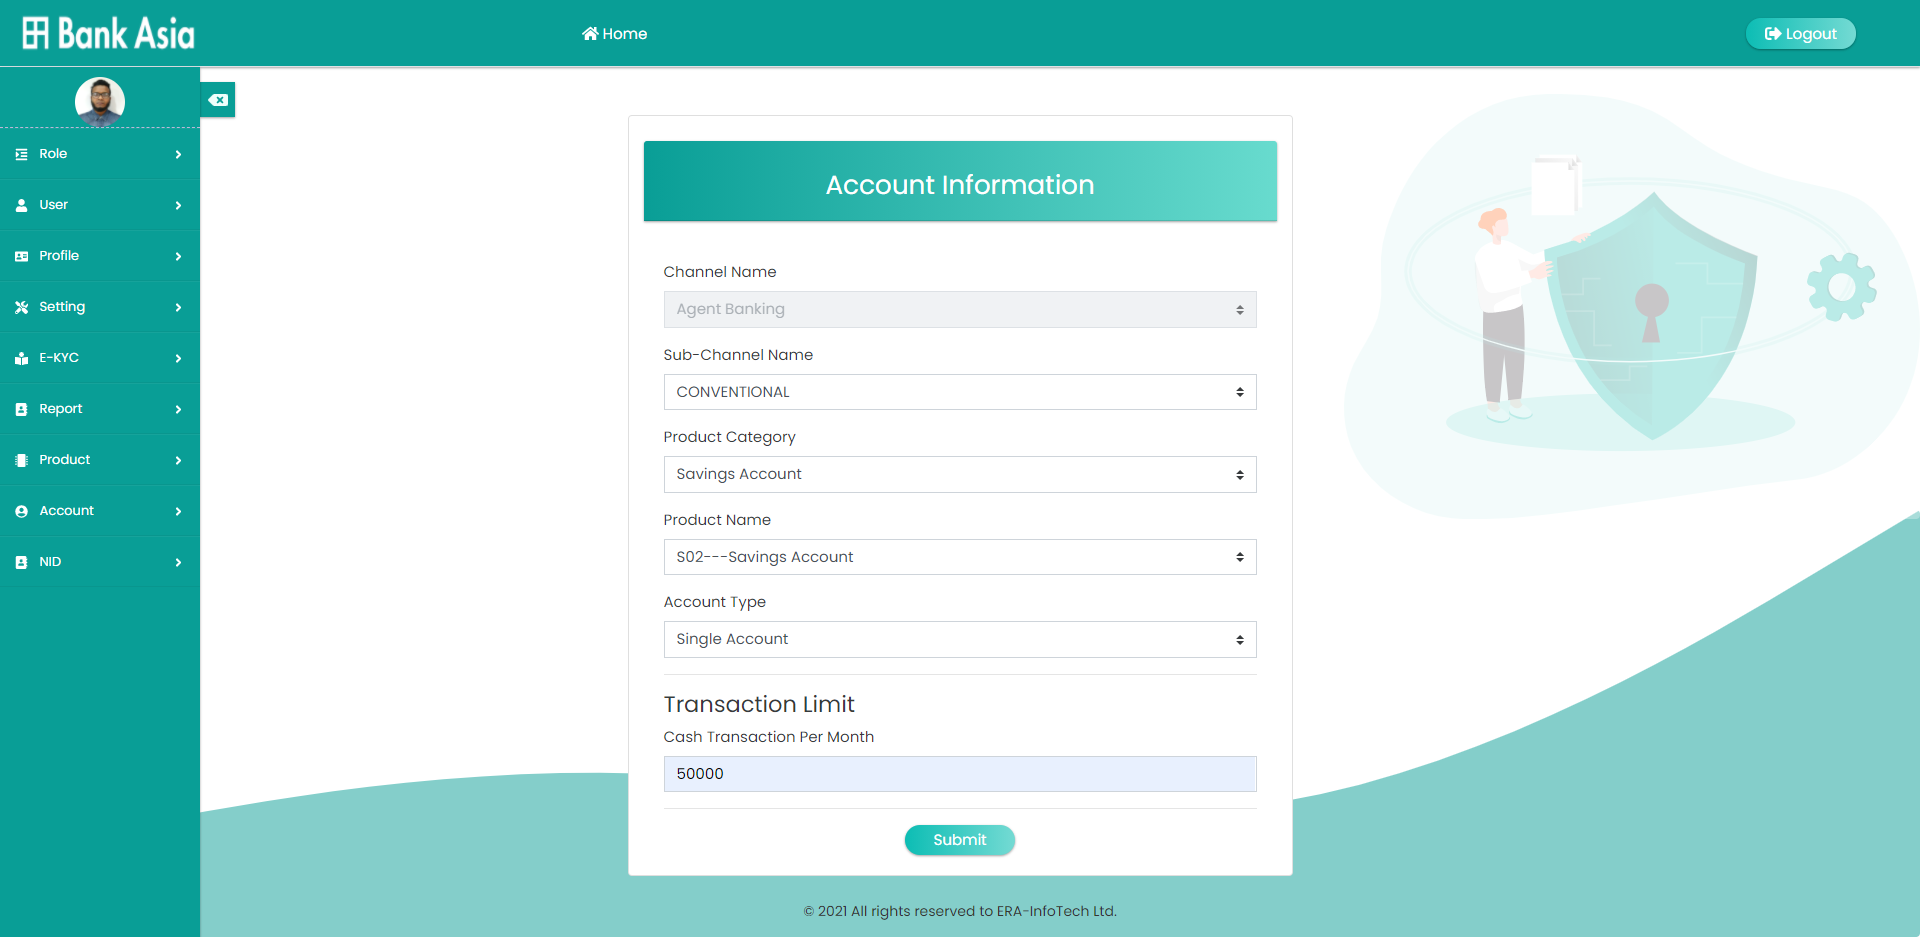 Bank Asia
Home
Logout
Role
User
Profile
Setting
E-KYC
Report
Product
Account
NID
Account Information
Channel Name
Agent Banking
Sub-Channel Name
CONVENTIONAL
Product Category
Savings Account
Product Name
S02---Savings Account
Account Type
Single Account
Transaction Limit
Cash Transaction Per Month
50000
Submit
© 2021 All rights reserved to ERA-InfoTech Ltd.